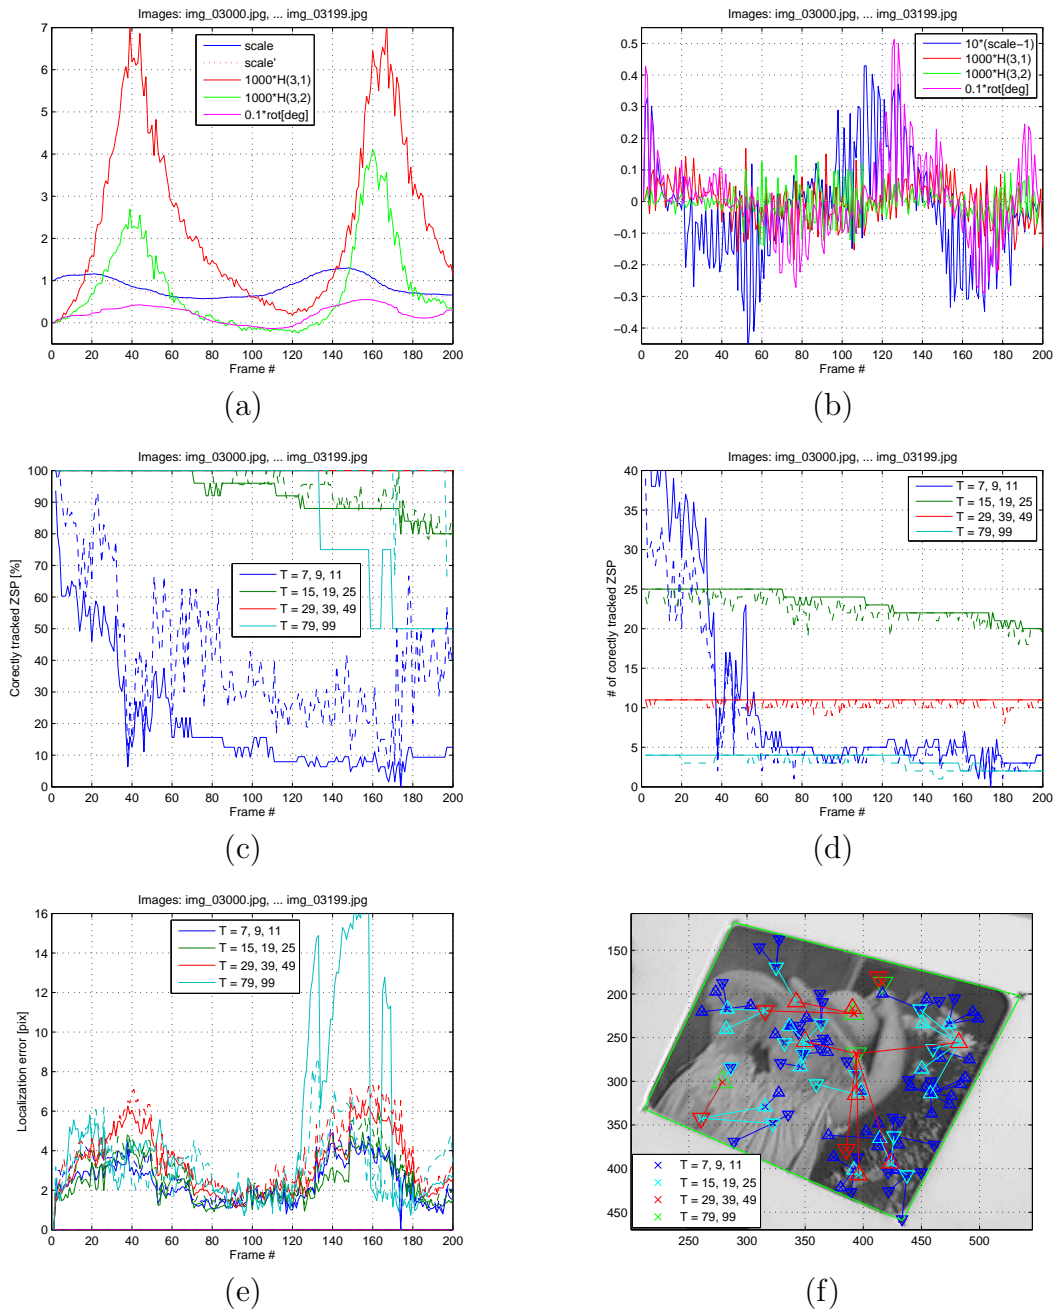 Images: img_03000.jpg, ... img_03199.jpg
7
6
5
4
3
2
1
0
scale
scale'
1000*H(3,1)
1000*H(3,2)
0.1*rot[deg]
0 20 40 60 80 100 120 140 160 180 200
Frame #
(a)
Images: img_03000.jpg, ... img_03199.jpg
0.5
0.4
0.3
0.2
0.1
0
−0.1
−0.2
−0.3
−0.4
10*(scale−1)
1000*H(3,1)
1000*H(3,2)
0.1*rot[deg]
0 20 40 60 80 100 120 140 160 180 200
Frame #
(b)
Images: img_03000.jpg, ... img_03199.jpg
Corectly tracked ZSP [%]
100
90
80
70
60
50
40
30
20
10
0
T = 7, 9, 11
T = 15, 19, 25
T = 29, 39, 49
T = 79, 99
0 20 40 60 80 100 120 140 160 180 200
Frame #
(c)
Images: img_03000.jpg, ... img_03199.jpg
# of corectly tracked ZSP
40
35
30
25
20
15
10
5
0
T = 7, 9, 11
T = 15, 19, 25
T = 29, 39, 49
T = 79, 99
0 20 40 60 80 100 120 140 160 180 200
Frame #
(d)
Images: img_03000.jpg, ... img_03199.jpg
Localization error [pix]
16
14
12
10
8
6
4
2
0
T = 7, 9, 11
T = 15, 19, 25
T = 29, 39, 49
T = 79, 99
0 20 40 60 80 100 120 140 160 180 200
Frame #
(e)
150
200
250
300
350
400
450
T = 7, 9, 11
T = 15, 19, 25
T = 29, 39, 49
T = 79, 99
250 300 350 400 450 500
(f)